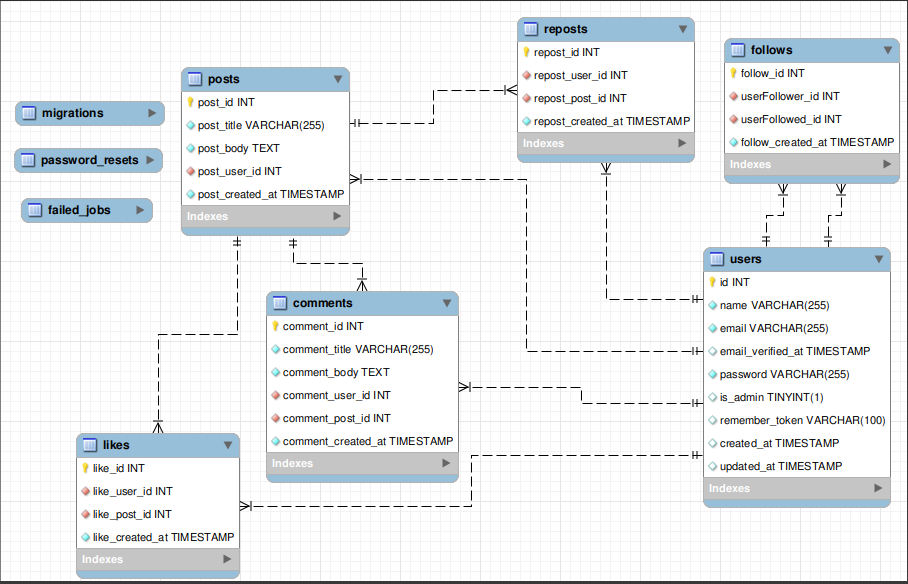 migrations
password_resets
failed_jobs
posts
post_id INT
post_title VARCHAR(255)
post_body TEXT
post_user_id INT
post_created_at TIMESTAMP
Indexes
reposts
repost_id INT
repost_user_id INT
repost_post_id INT
repost_created_at TIMESTAMP
Indexes
follows
follow_id INT
userFollower_id INT
userFollowed_id INT
follow_created_at TIMESTAMP
Indexes
comments
comment_id INT
comment_title VARCHAR(255)
comment_body TEXT
comment_user_id INT
comment_post_id INT
comment_created_at TIMESTAMP
Indexes
users
id INT
name VARCHAR(255)
email VARCHAR(255)
email_verified_at TIMESTAMP
password VARCHAR(255)
is_admin TINYINT(1)
remember_token VARCHAR(100)
created_at TIMESTAMP
updated_at TIMESTAMP
Indexes
likes
like_id INT
like_user_id INT
like_post_id INT
like_created_at TIMESTAMP
Indexes